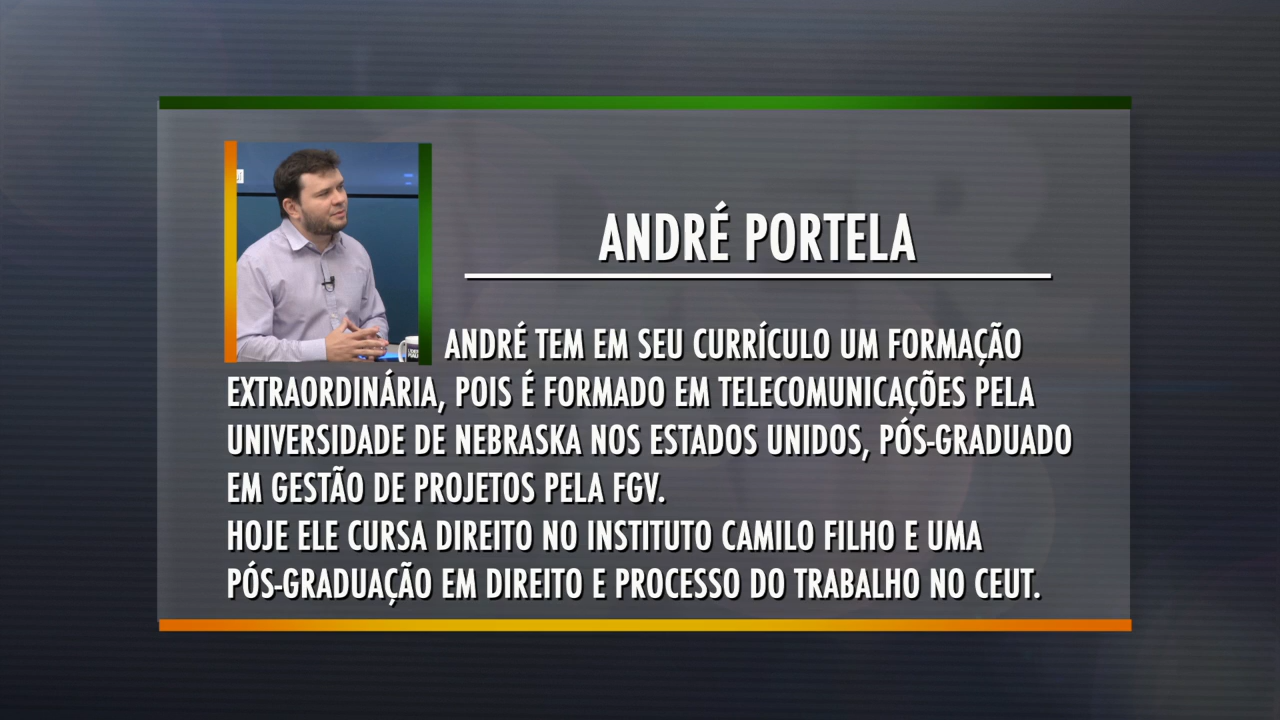 ANDRÉ PORTELA
ANDRÉ TEM EM SEU CURRÍCULO UM FORMAÇÃO
EXTRAORDINÁRIA, POIS É FORMADO EM TELECOMUNICAÇÕES PELA
UNIVERSIDADE DE NEBRASKA NOS ESTADOS UNIDOS, PÓS-GRADUADO
EM GESTÃO DE PROJETOS PELA FGV.
HOJE ELE CURSA DIREITO NO INSTITUTO CAMILO FILHO E UMA
PÓS-GRADUAÇÃO EM DIREITO E PROCESSO DO TRABALHO NO CEUT.